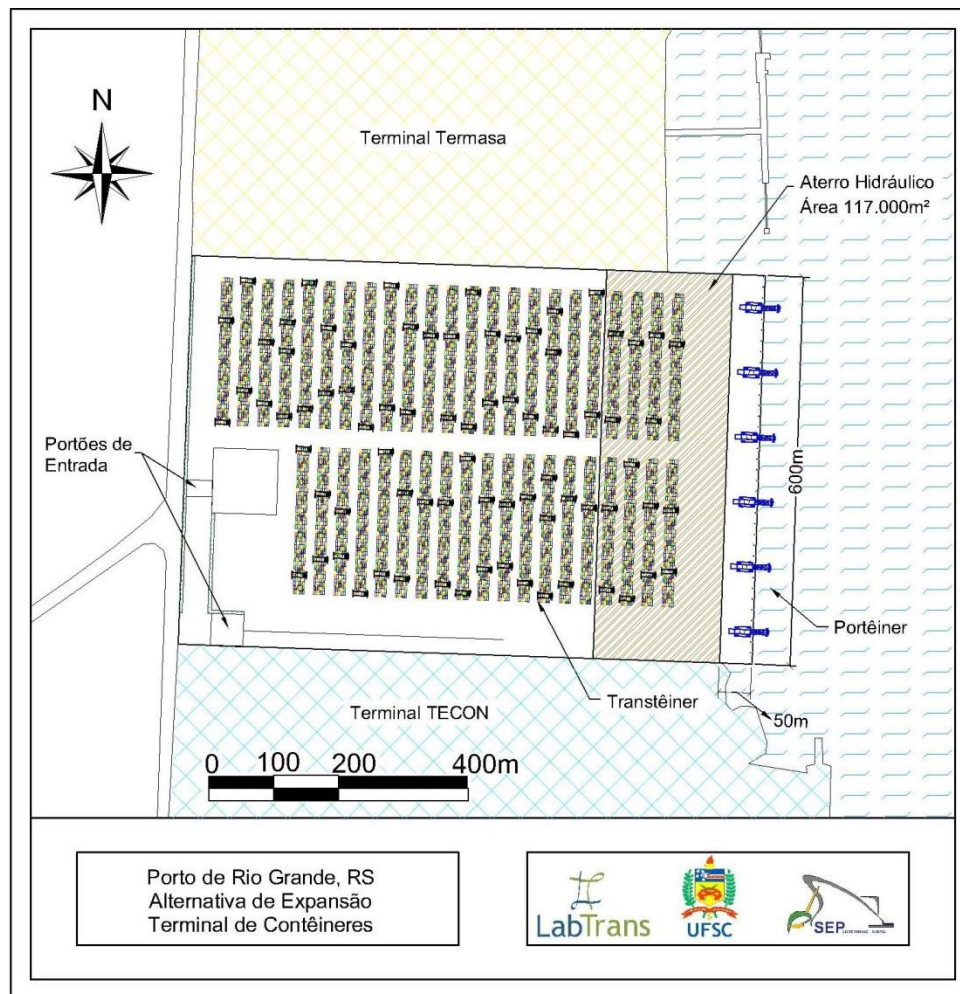 N
Terminal Termasa
Aterro Hidráulico
Área 117.000m²
Portões de
Entrada
600m
Portêiner
Transtêiner
Terminal TECON
50m
0 100 200 400m
Porto de Rio Grande, RS
Alternativa de Expansão
Terminal de Contêineres
LabTrans
UFSC
SEP